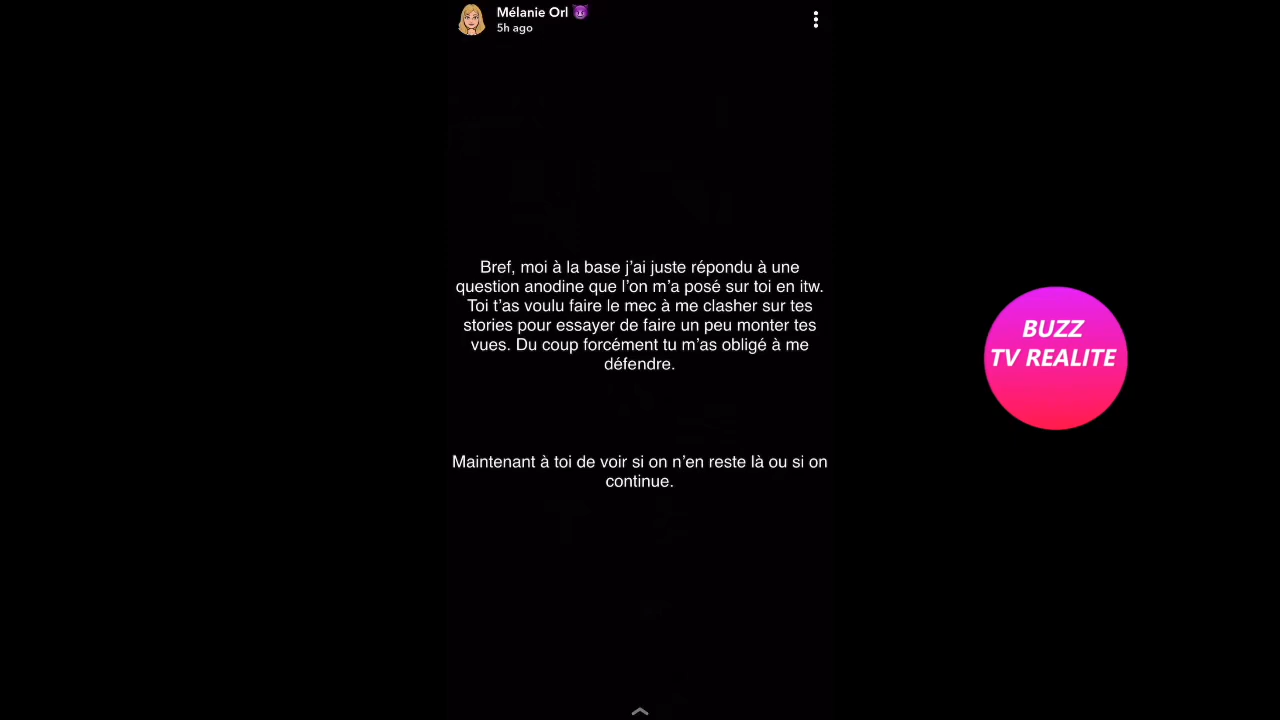 Mélanie Orl 😈
5h ago
Bref, moi à la base j’ai juste répondu à une
question anodine que l’on m’a posé sur toi en itw.
Toi t’as voulu faire le mec à me clasher sur tes
stories pour essayer de faire un peu monter tes
vues. Du coup forcément tu m’as obligé à me
défendre.
Maintenant à toi de voir si on n’en reste là ou si on
continue.
BUZZ
TV REALITE